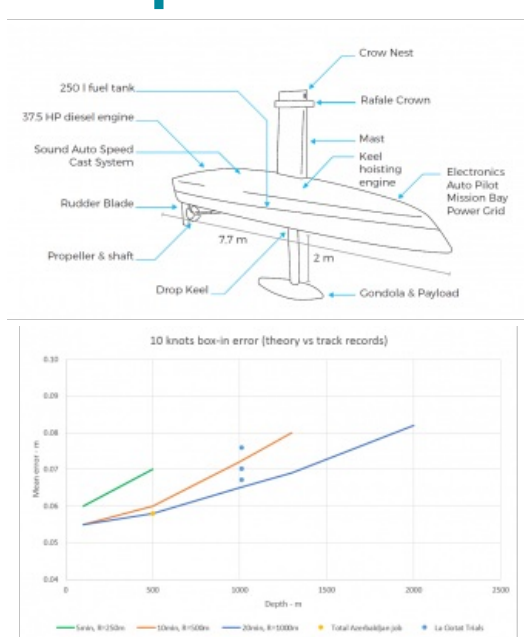 Crow Nest
250 l fuel tank
Rafale Crown
37.5 HP diesel engine
Mast
Sound Auto Speed
Cast System
Keel
hoisting
engine
Electronics
Auto Pilot
Mission Bay
Power Grid
Rudder Blade
7.7 m
2 m
Propeller & shaft
Drop Keel
Gondola & Payload
10 knots box-in error (theory vs track records)
0.10
0.09
0.08
0.07
0.06
0.05
0.04
Mean error - m
0
500
1000
1500
2000
2500
Depth - m
5min, R=250m
10min, R=500m
20min, R=1000m
Total Azerbaidjan job
La Ciotat Trials